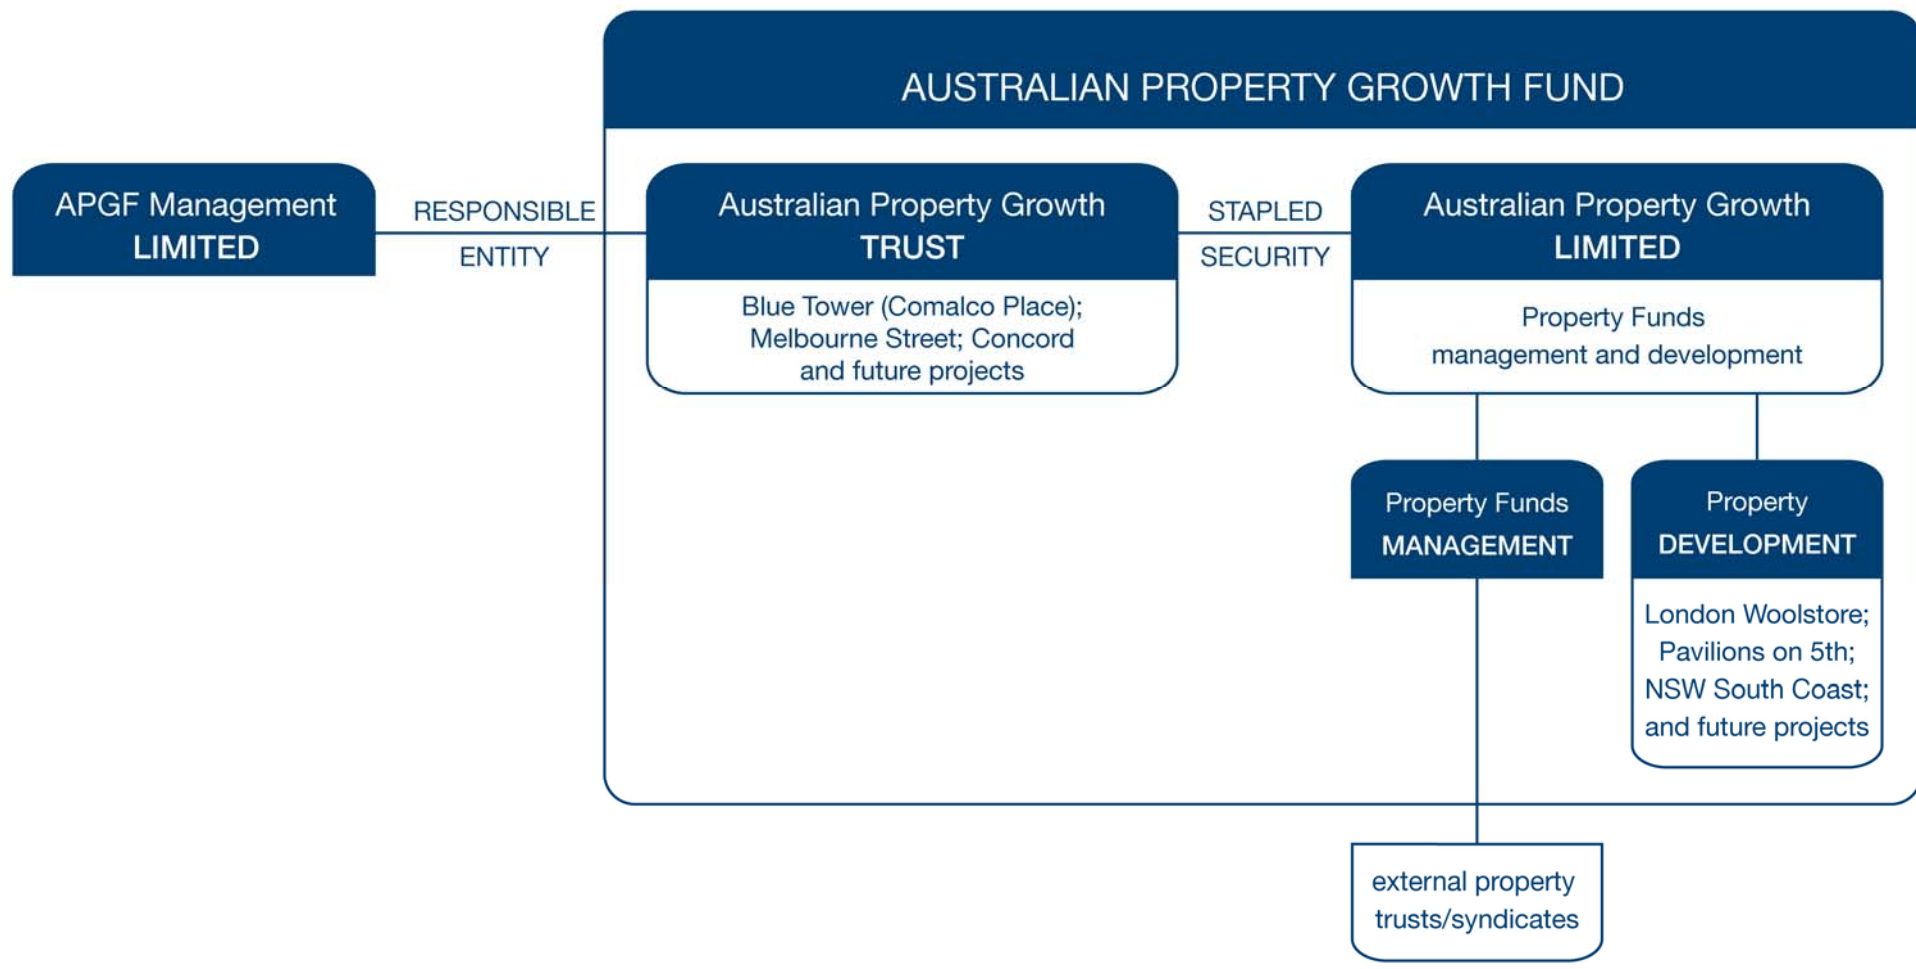 AUSTRALIAN PROPERTY GROWTH FUND
APGF Management
LIMITED
RESPONSIBLE
ENTITY
Australian Property Growth
TRUST
Blue Tower (Comalco Place);
Melbourne Street; Concord
and future projects
STAPLED
SECURITY
Australian Property Growth
LIMITED
Property Funds
management and development
Property Funds
MANAGEMENT
Property
DEVELOPMENT
London Woolstore;
Pavilions on 5th;
NSW South Coast;
and future projects
external property
trusts/syndicates